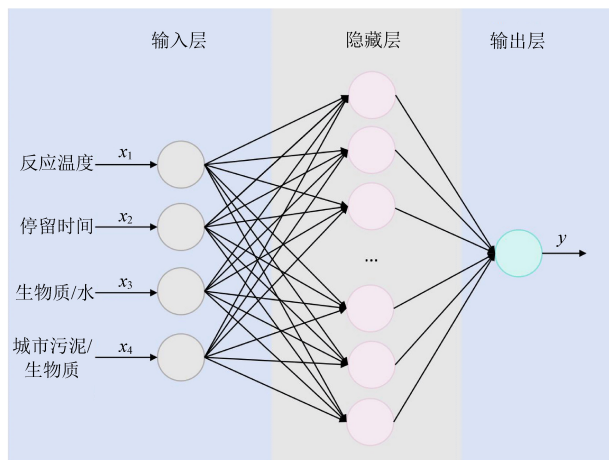 输入层
隐藏层
输出层
反应温度
x1
停留时间
x2
生物质/水
x3
城市污泥/
生物质
x4
...
y